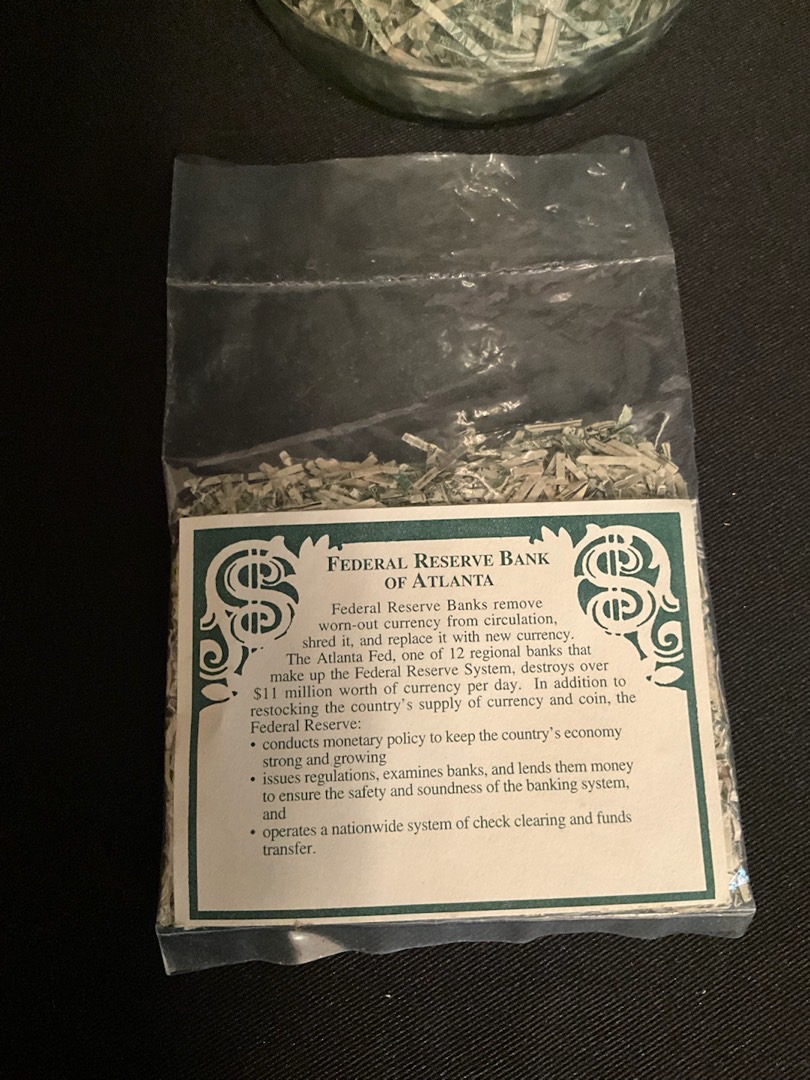 FEDERAL RESERVE BANK
OF ATLANTA
Federal Reserve Banks remove
worn-out currency from circulation,
shred it, and replace it with new currency.
The Atlanta Fed, one of 12 regional banks that
make up the Federal Reserve System, destroys over
$11 million worth of currency per day. In addition to
restocking the country's supply of currency and coin, the
Federal Reserve:
• conducts monetary policy to keep the country's economy
strong and growing
• issues regulations, examines banks, and lends them money
to ensure the safety and soundness of the banking system,
and
• operates a nationwide system of check clearing and funds
transfer.